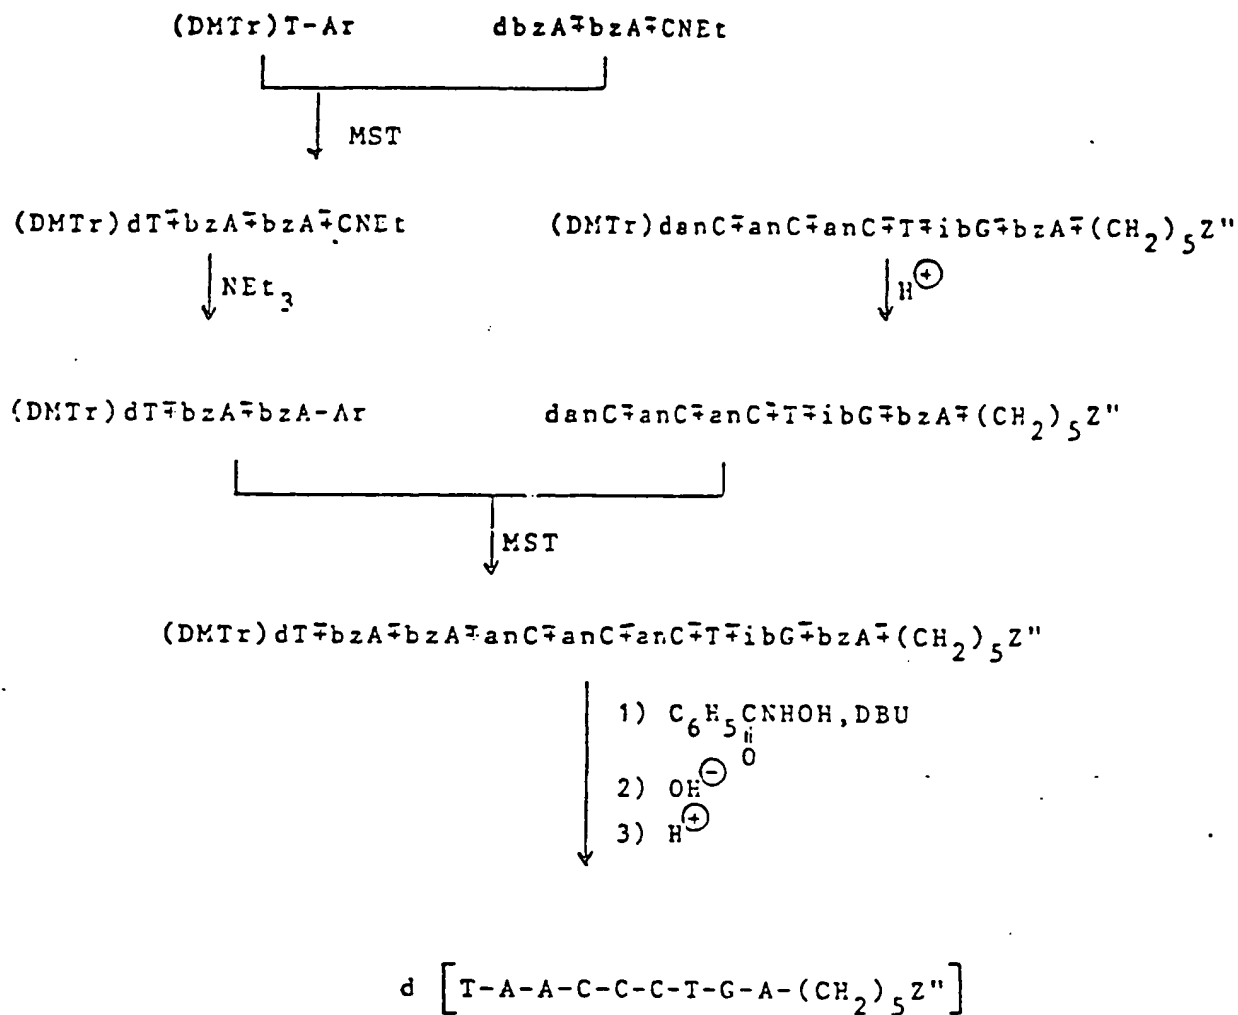 (DMTr)T-Ar dbzA∓bzA∓CNEt
MST
(DMTr)dT∓bzA∓bzA∓CNEt (DMTr)danC∓anC∓anC∓T∓ibG∓bzA∓(CH₂)₅Z"
NEt₃ H⊕
(DMTr)dT∓bzA∓bzA-Ar danC∓anC∓anC∓T∓ibG∓bzA∓(CH₂)₅Z"
MST
(DMTr)dT∓bzA∓bzA∓anC∓anC∓anC∓T∓ibG∓bzA∓(CH₂)₅Z"
1) C₆H₅CNHOH,DBU
O
2) OH⊖
3) H⊕
d [T-A-A-C-C-C-T-G-A-(CH₂)₅Z"]